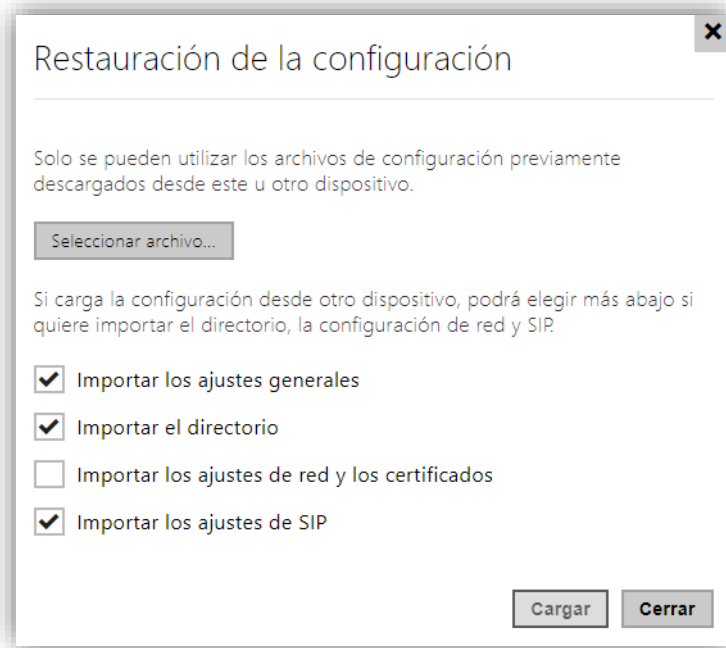 Restauración de la configuración
Solo se pueden utilizar los archivos de configuración previamente
descargados desde este u otro dispositivo.
Seleccionar archivo...
Si carga la configuración desde otro dispositivo, podrá elegir más abajo si
quiere importar el directorio, la configuración de red y SIP.
Importar los ajustes generales
Importar el directorio
Importar los ajustes de red y los certificados
Importar los ajustes de SIP
Cargar
Cerrar